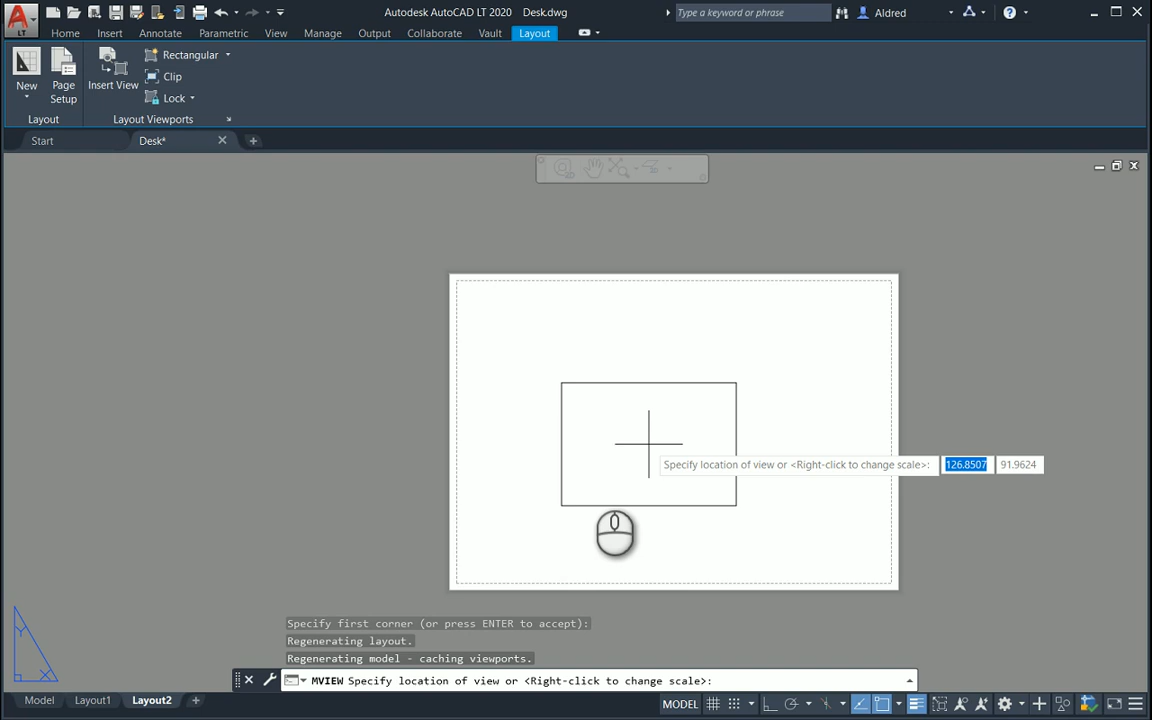 Autodesk AutoCAD LT 2020 Desk.dwg
Type a keyword or phrase
Aldred
LT
Home Insert Annotate Parametric View Manage Output Collaborate Vault Layout
New
Page Setup
Insert View
Rectangular
Clip
Lock
Layout Layout Viewports
Start Desk*
Specify location of view or <Right-click to change scale>: 126.8507 91.9624
Specify first corner (or press ENTER to accept):
Regenerating layout.
Regenerating model - caching viewports.
MVIEW Specify location of view or <Right-click to change scale>:
Y
X
Model Layout1 Layout2
MODEL